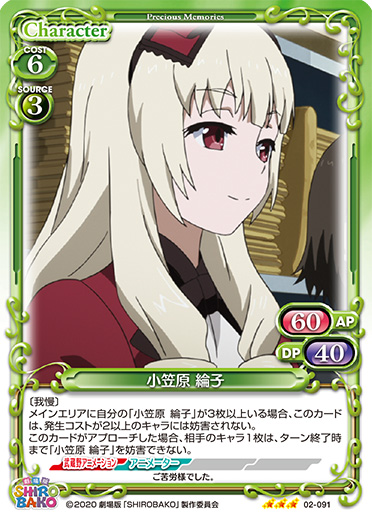 Precious Memories
Character
COST
6
SOURCE
3
60 AP
DP 40
小笠原 綸子
〔我慢〕
メインエリアに自分の「小笠原 綸子」が3枚以上いる場合、このカード
は、発生コストが2以上のキャラには妨害されない。
このカードがアプローチした場合、相手のキャラ1枚は、ターン終了時
まで「小笠原 綸子」を妨害できない。
武蔵野アニメーション アニメーター
ご苦労様でした。
劇場版
SHIRO
BAKO
©2020 劇場版「SHIROBAKO」製作委員会
02-091